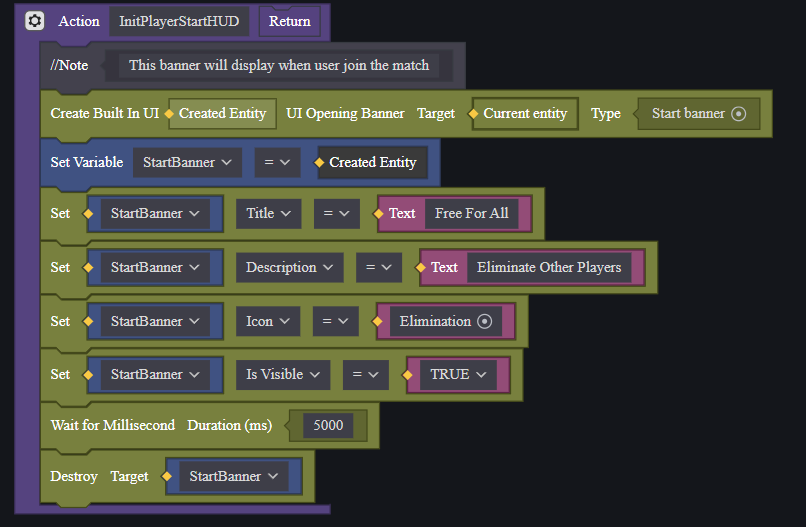 Action InitPlayerStartHUD Return
//Note This banner will display when user join the match
Create Built In UI Created Entity UI Opening Banner Target Current entity Type Start banner
Set Variable StartBanner = Created Entity
Set StartBanner Title = Text Free For All
Set StartBanner Description = Text Eliminate Other Players
Set StartBanner Icon = Elimination
Set StartBanner Is Visible = TRUE
Wait for Millisecond Duration (ms) 5000
Destroy Target StartBanner